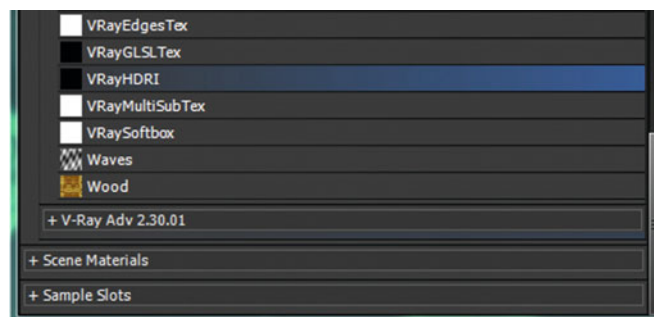 VRayEdgesTex
VRayGLSLTex
VRayHDRI
VRayMultiSubTex
VRaySoftbox
Waves
Wood
+ V-Ray Adv 2.30.01
+ Scene Materials
+ Sample Slots